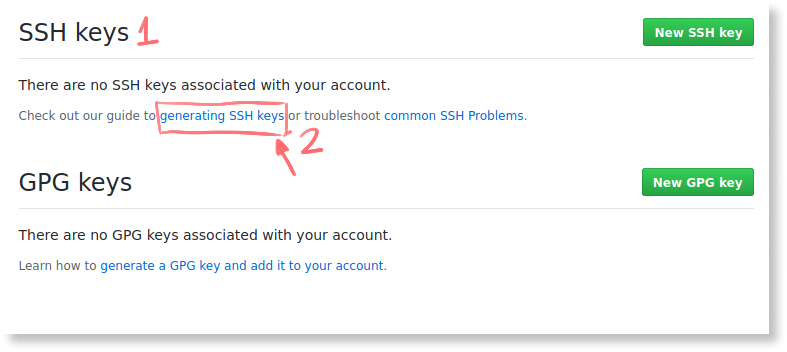 SSH keys 1
New SSH key
There are no SSH keys associated with your account.
Check out our guide to generating SSH keys or troubleshoot common SSH Problems.
2
GPG keys
New GPG key
There are no GPG keys associated with your account.
Learn how to generate a GPG key and add it to your account.